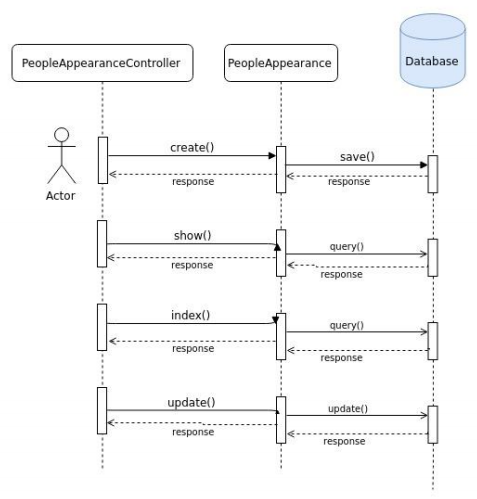 PeopleAppearanceController
PeopleAppearance
Database
Actor
create()
save()
response
response
show()
query()
response
response
index()
query()
response
response
update()
update()
response
response